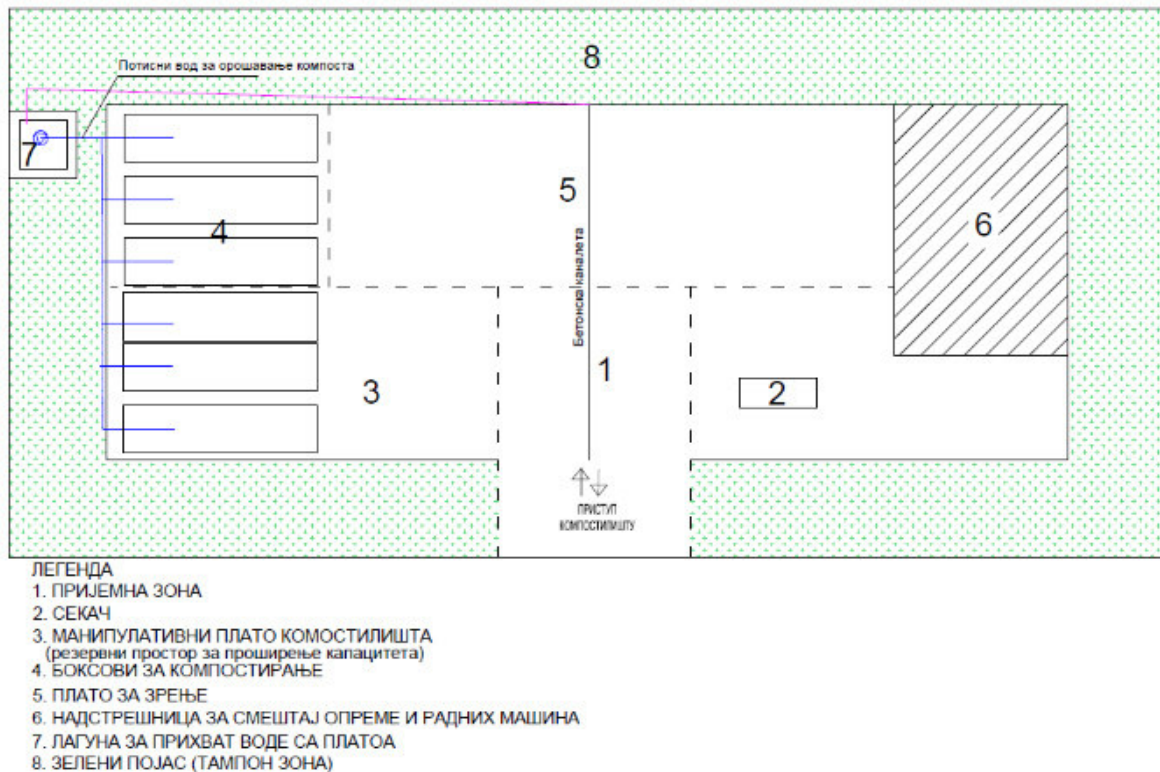 8
Потисни вод за орошавање компоста
7
4
5
6
Бетонска каналета
3
1
2
ПРИСТУП
КОМПОСТИЛИШТУ
ЛЕГЕНДА
1. ПРИЈЕМНА ЗОНА
2. СЕКАЧ
3. МАНИПУЛАТИВНИ ПЛАТО КОМОСТИЛИШТА
(резервни простор за проширење капацитета)
4. БОКСОВИ ЗА КОМПОСТИРАЊЕ
5. ПЛАТО ЗА ЗРЕЊЕ
6. НАДСТРЕШНИЦА ЗА СМЕШТАЈ ОПРЕМЕ И РАДНИХ МАШИНА
7. ЛАГУНА ЗА ПРИХВАТ ВОДЕ СА ПЛАТОА
8. ЗЕЛЕНИ ПОЈАС (ТАМПОН ЗОНА)